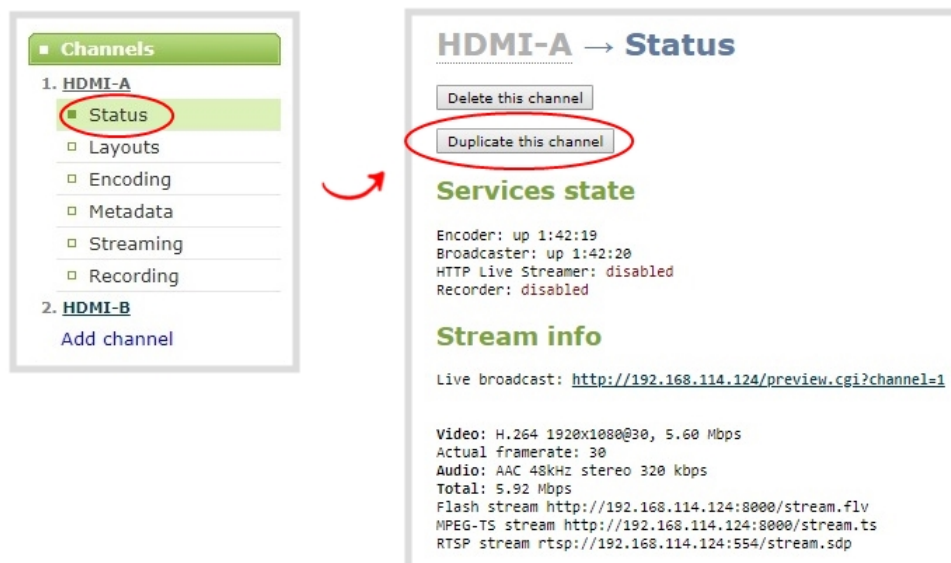 Channels
1. HDMI-A
Status
Layouts
Encoding
Metadata
Streaming
Recording
2. HDMI-B
Add channel
HDMI-A → Status
Delete this channel
Duplicate this channel
Services state
Encoder: up 1:42:19
Broadcaster: up 1:42:20
HTTP Live Streamer: disabled
Recorder: disabled
Stream info
Live broadcast: http://192.168.114.124/preview.cgi?channel=1
Video: H.264 1920x1080@30, 5.60 Mbps
Actual framerate: 30
Audio: AAC 48kHz stereo 320 kbps
Total: 5.92 Mbps
Flash stream http://192.168.114.124:8000/stream.flv
MPEG-TS stream http://192.168.114.124:8000/stream.ts
RTSP stream rtsp://192.168.114.124:554/stream.sdp